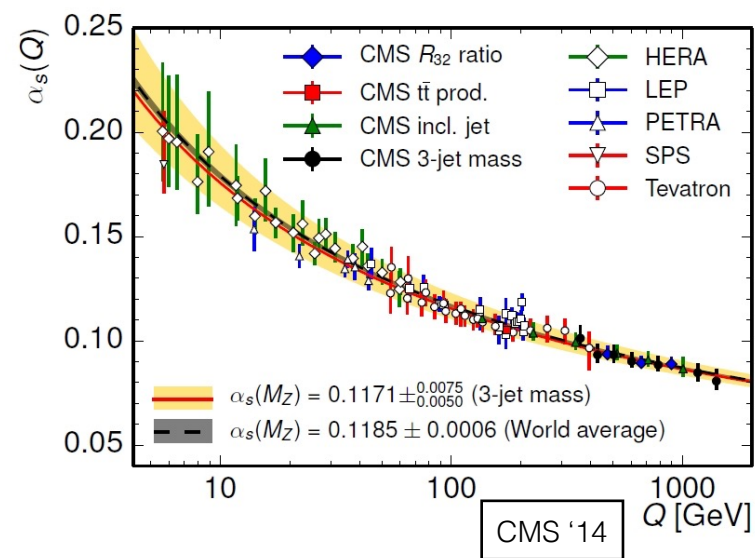 αs(Q)
0.25
0.20
0.15
0.10
0.05
CMS R32 ratio
CMS tt̄ prod.
CMS incl. jet
CMS 3-jet mass
HERA
LEP
PETRA
SPS
Tevatron
αs(MZ) = 0.1171±0.0075 0.0050 (3-jet mass)
αs(MZ) = 0.1185 ± 0.0006 (World average)
10
100
1000
Q [GeV]
CMS ‘14